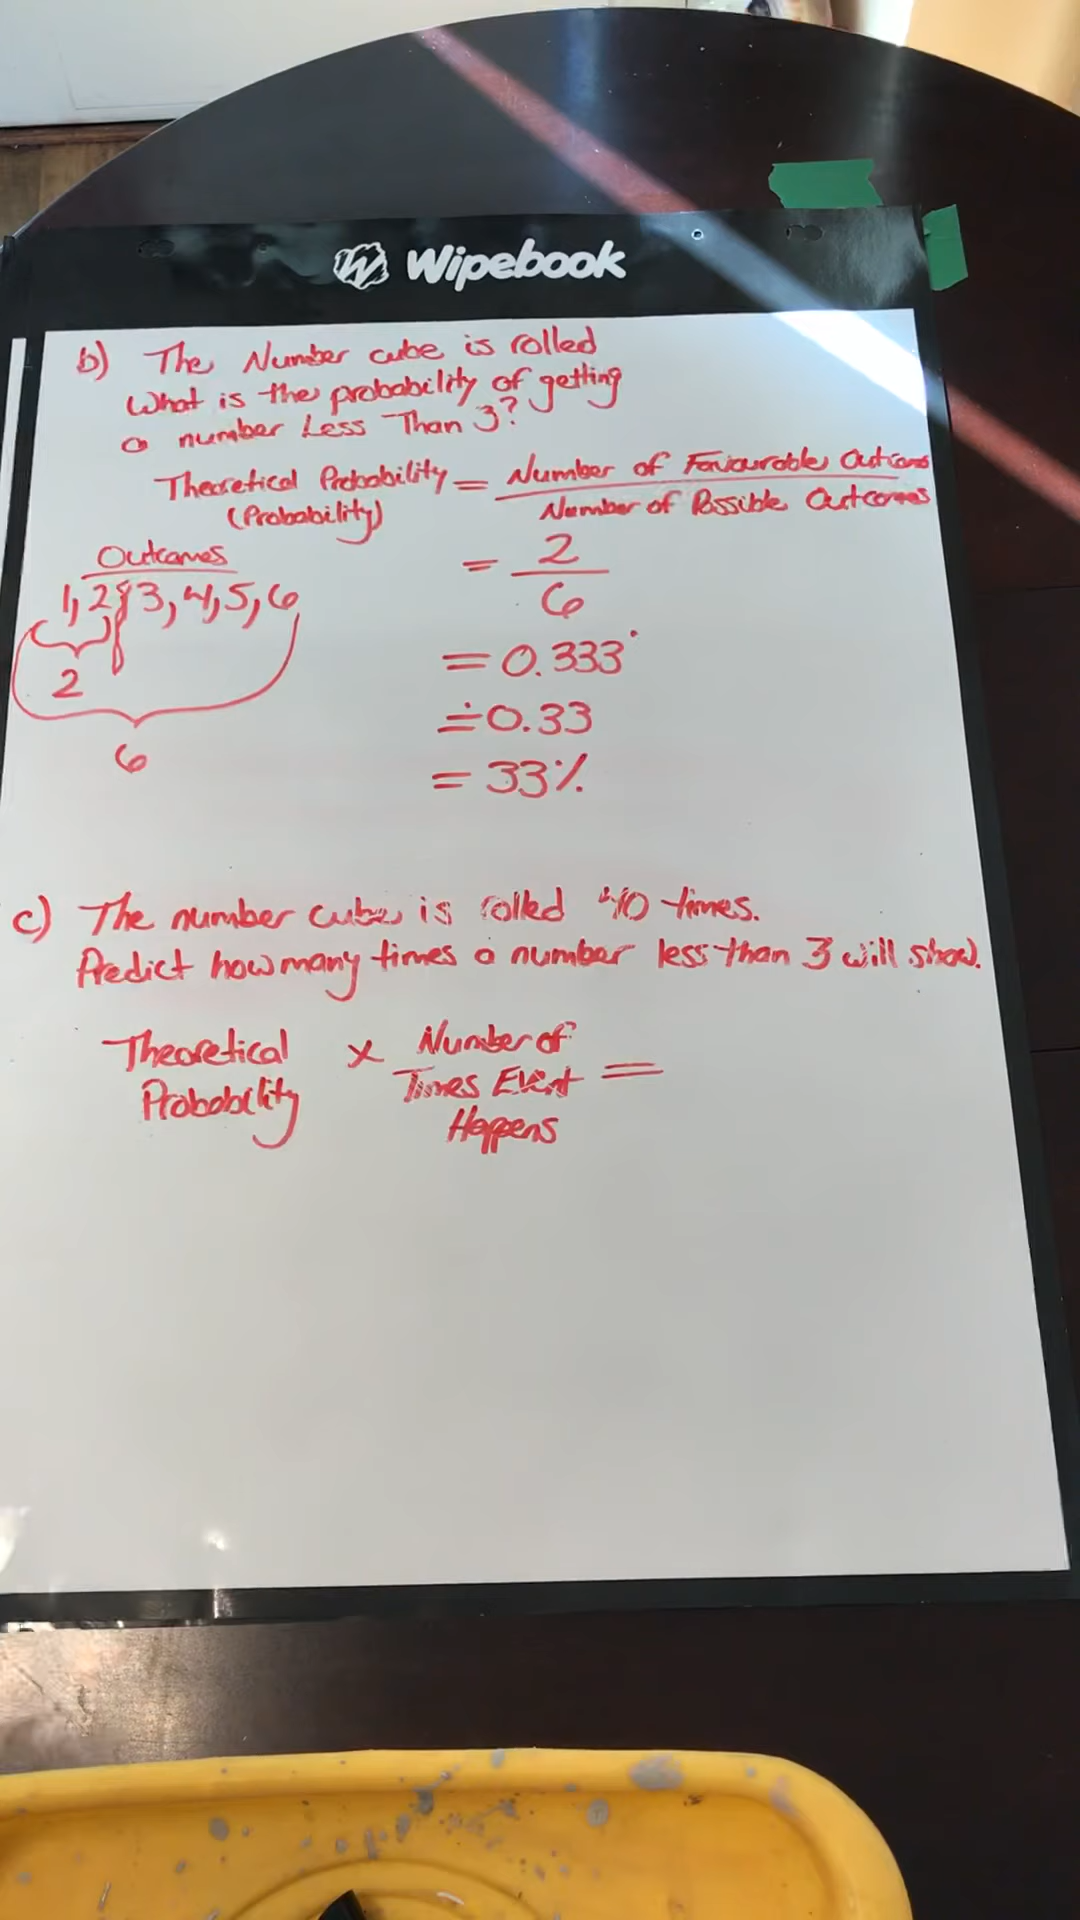 Wipebook
b) The Number cube is rolled
What is the probability of getting
a number Less Than 3?
Theoretical Probability = Number of Favourable Outcomes
(Probability) Number of Possible Outcomes
Outcomes
1, 2, 3, 4, 5, 6
2
6
= 2
6
= 0.333̇
≐ 0.33
= 33%
c) The number cube is rolled 40 times.
Predict how many times a number less than 3 will show.
Theoretical × Number of
Probability Times Event =
Happens